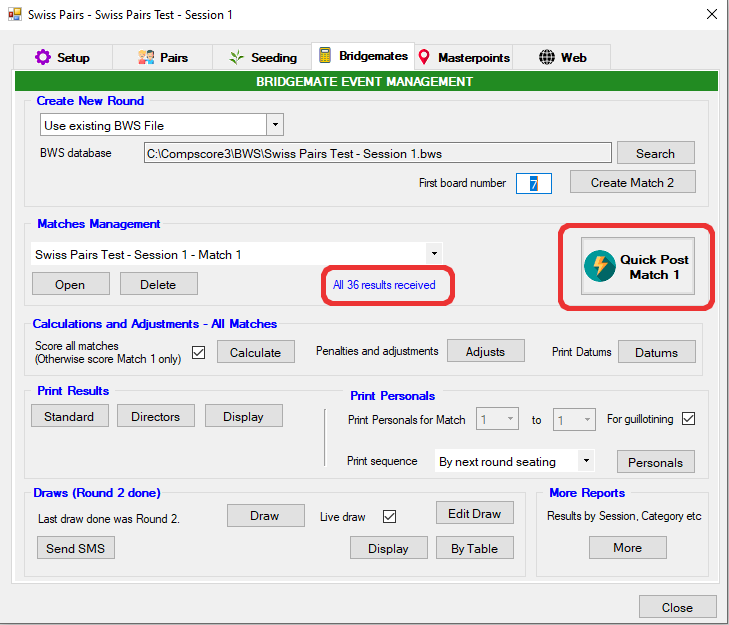 Swiss Pairs - Swiss Pairs Test - Session 1
Setup
Pairs
Seeding
Bridgemates
Masterpoints
Web
BRIDGEMATE EVENT MANAGEMENT
Create New Round
Use existing BWS File
BWS database
C:\Compscore3\BWS\Swiss Pairs Test - Session 1.bws
Search
First board number
7
Create Match 2
Matches Management
Swiss Pairs Test - Session 1 - Match 1
Quick Post
Match 1
Open
Delete
All 36 results received
Calculations and Adjustments - All Matches
Score all matches
(Otherwise score Match 1 only)
Calculate
Penalties and adjustments
Adjusts
Print Datums
Datums
Print Results
Standard
Directors
Display
Print Personals
Print Personals for Match
1
to
1
For guillotining
Print sequence
By next round seating
Personals
Draws (Round 2 done)
Last draw done was Round 2.
Draw
Live draw
Edit Draw
Send SMS
Display
By Table
More Reports
Results by Session, Category etc
More
Close